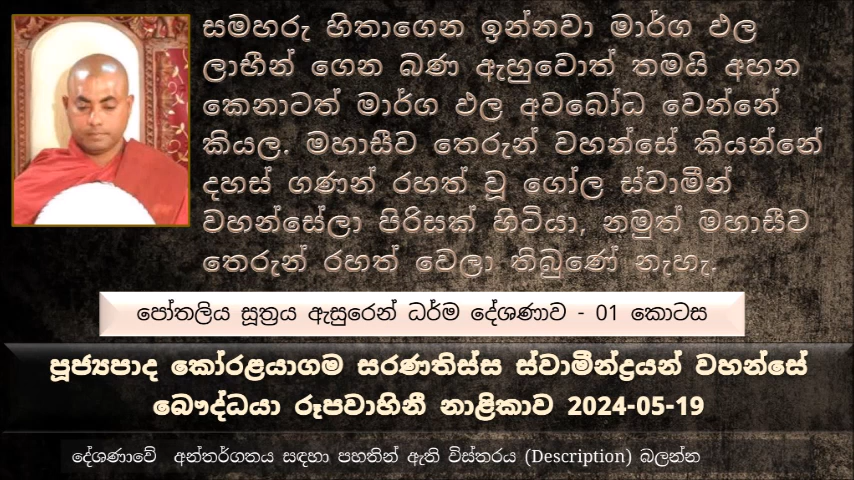 සමහරු හිතාගෙන ඉන්නවා මාර්ග ඵල
ලාභීන් ගෙන බණ ඇහුවොත් තමයි අහන
කෙනාටත් මාර්ග ඵල අවබෝධ වෙන්නේ
කියල. මහාසීව තෙරුන් වහන්සේ කියන්නේ
දහස් ගණන් රහත් වූ ගෝල ස්වාමීන්
වහන්සේලා පිරිසක් හිටියා, නමුත් මහාසීව
තෙරුන් රහත් වෙලා තිබුණේ නැහැ.
පෝතලිය සූත්‍රය ඇසුරෙන් ධර්ම දේශණාව - 01 කොටස
පූජ්‍යපාද කෝරළයාගම සරණතිස්ස ස්වාමීන්ද්‍රයන් වහන්සේ
බෞද්ධයා රූපවාහිනී නාළිකාව 2024-05-19
දේශණාවේ අන්තර්ගතය සඳහා පහතින් ඇති විස්තරය (Description) බලන්න